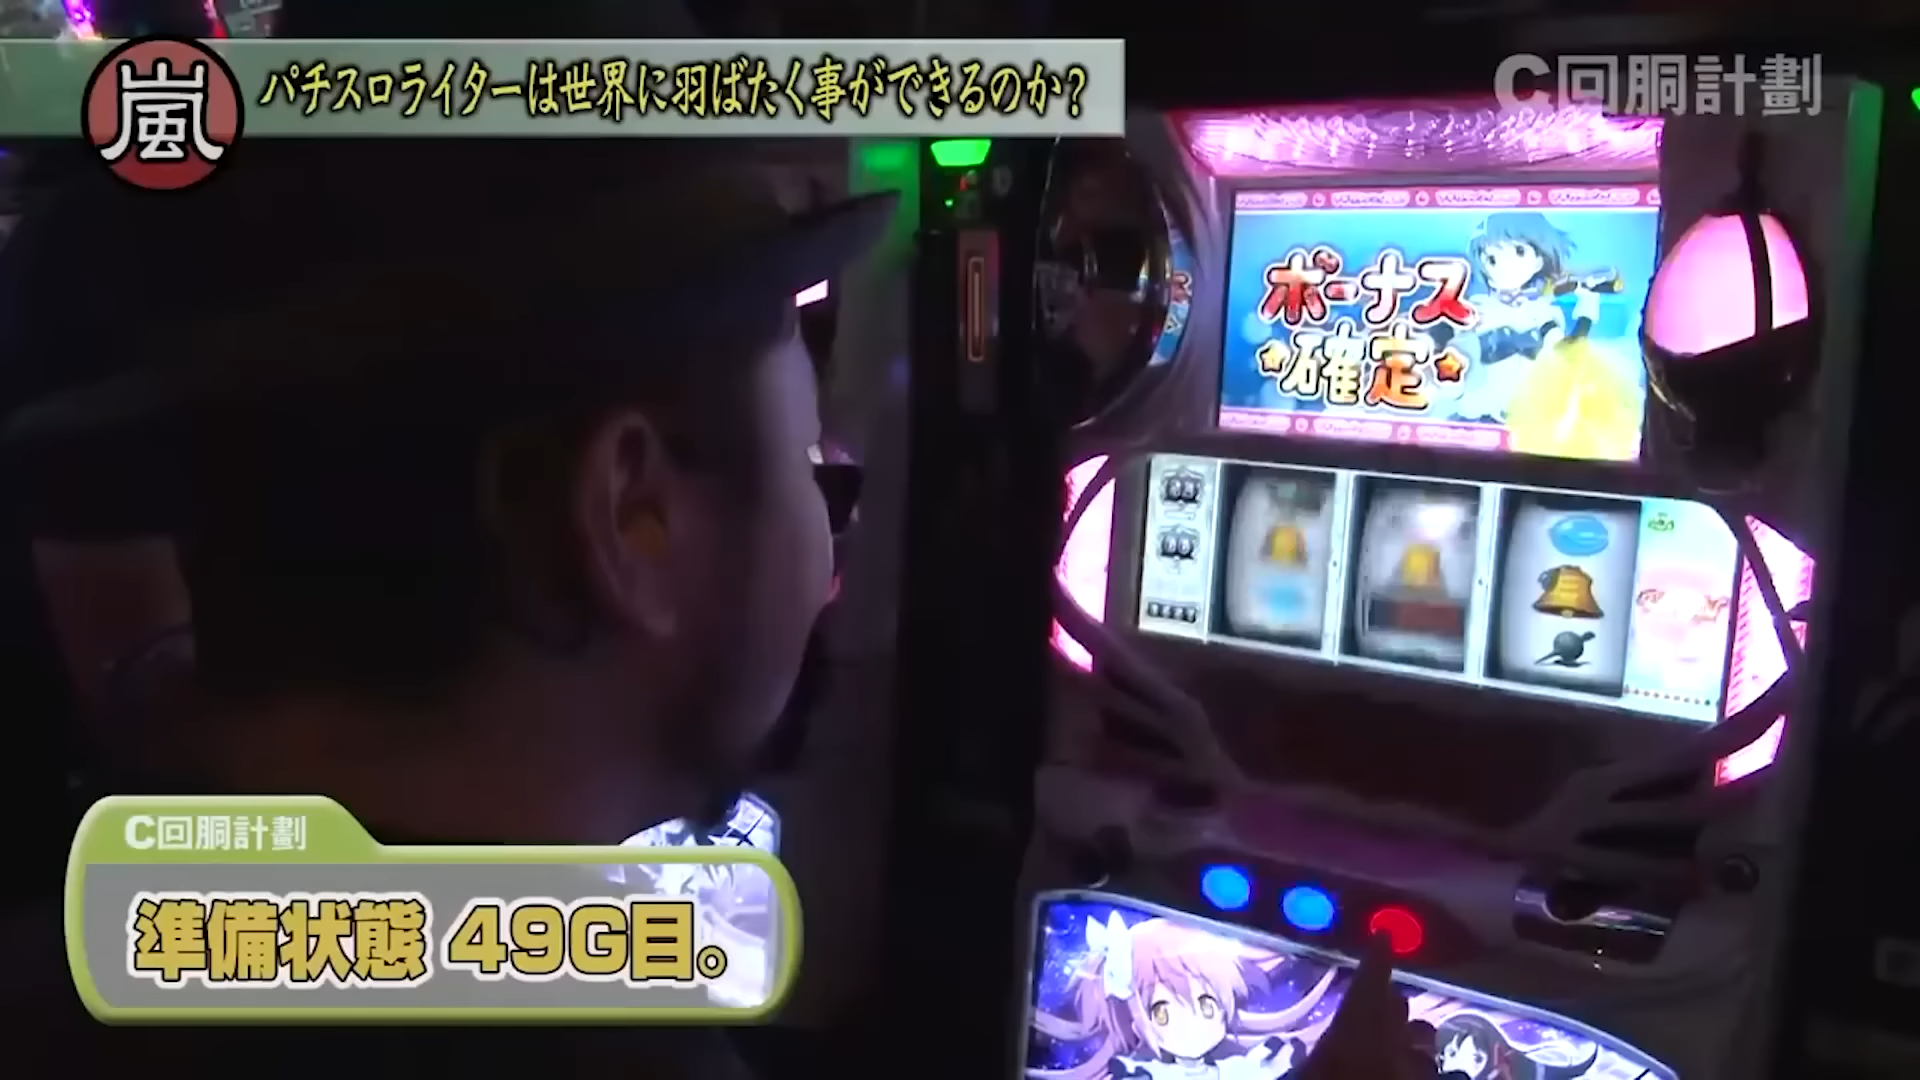 嵐
パチスロライターは世界に羽ばたく事ができるのか?
C回胴計劃
ボーナス
確定
C回胴計劃
準備状態 49G目。